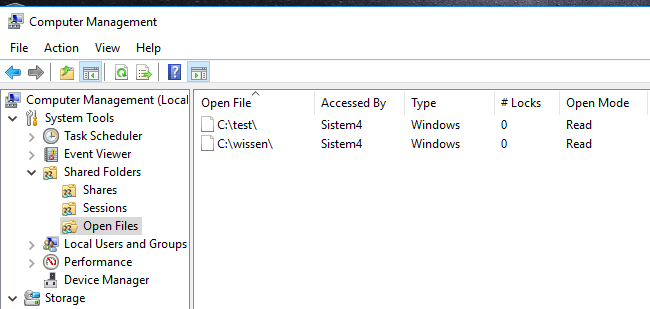 Computer Management
File Action View Help
Computer Management (Local
System Tools
Task Scheduler
Event Viewer
Shared Folders
Shares
Sessions
Open Files
Local Users and Groups
Performance
Device Manager
Storage
Open File Accessed By Type # Locks Open Mode
C:\test\ Sistem4 Windows 0 Read
C:\wissen\ Sistem4 Windows 0 Read